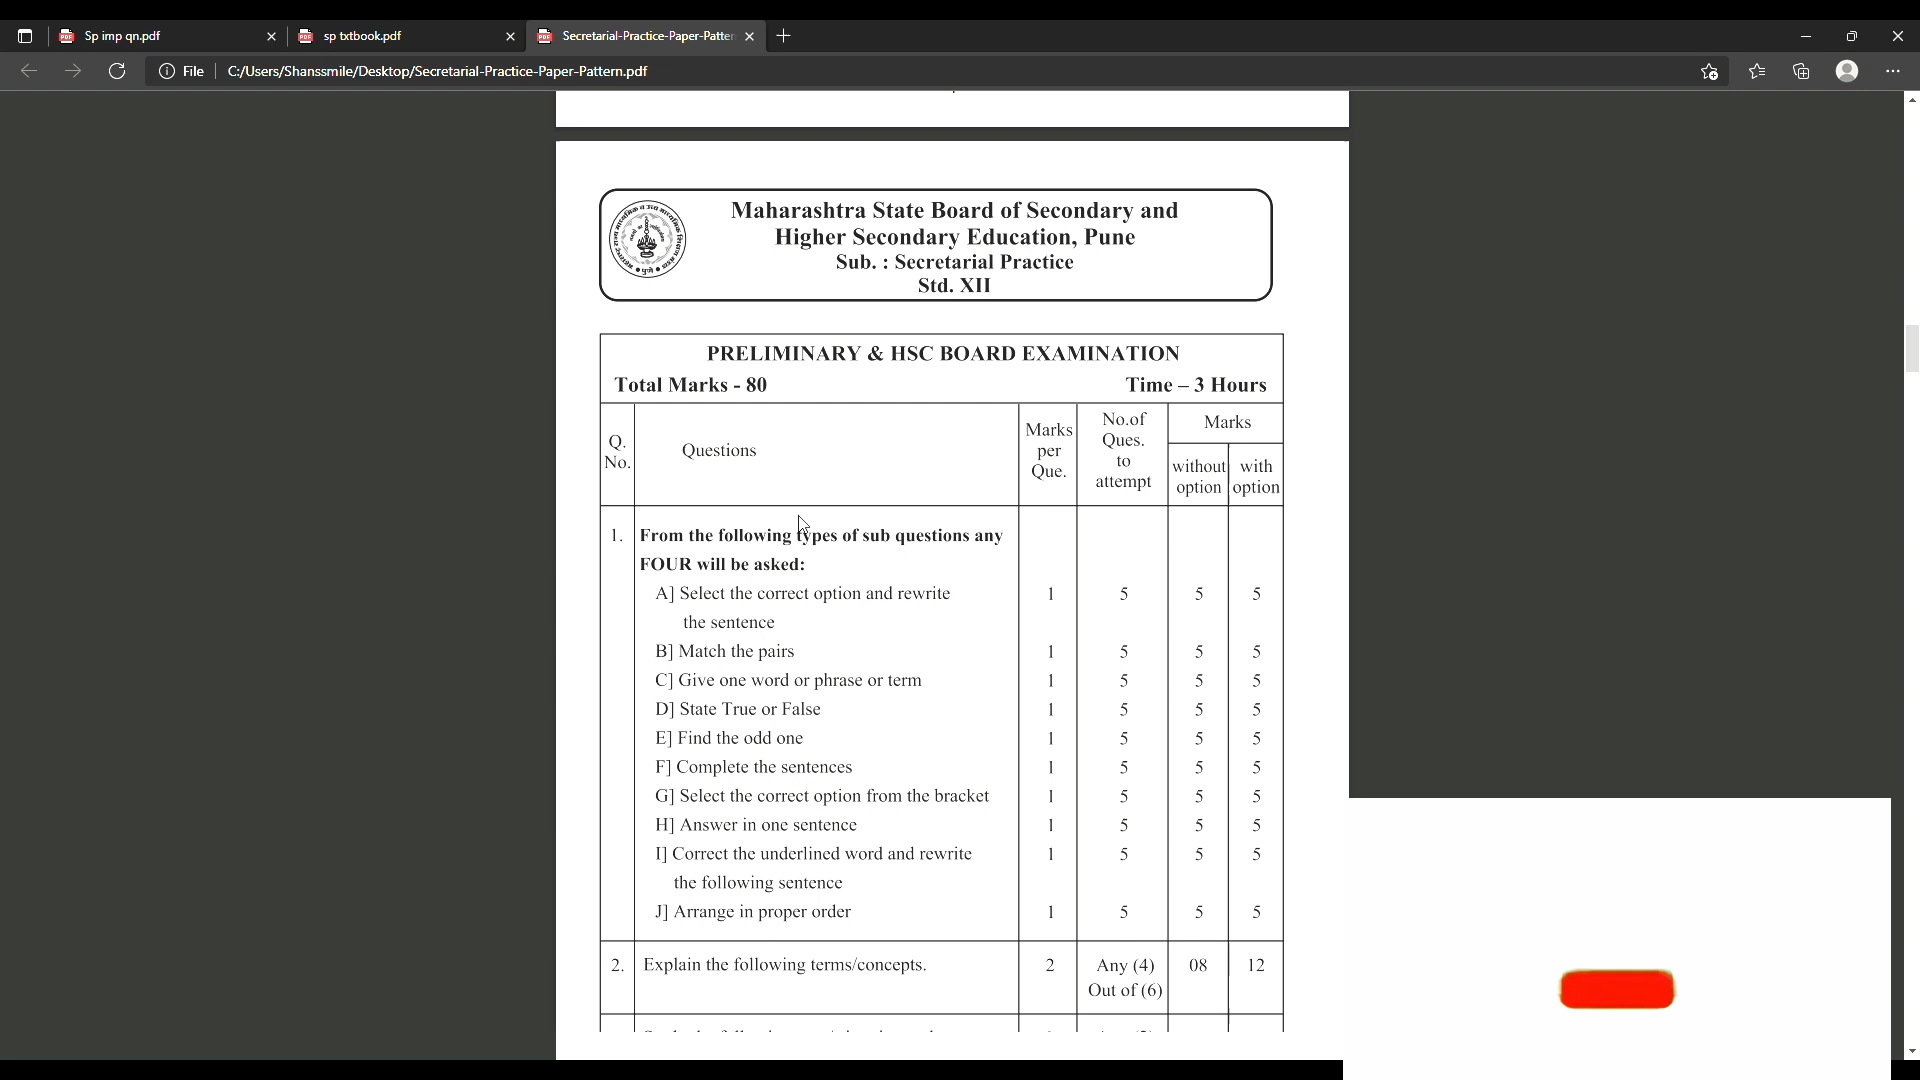 Sp imp qn.pdf
sp txtbook.pdf
Secretarial-Practice-Paper-Patter
File
C:/Users/Shanssmile/Desktop/Secretarial-Practice-Paper-Pattern.pdf
Maharashtra State Board of Secondary and
Higher Secondary Education, Pune
Sub. : Secretarial Practice
Std. XII
PRELIMINARY & HSC BOARD EXAMINATION
Total Marks - 80 Time – 3 Hours
Q. No. Questions Marks per Que. No.of Ques. to attempt Marks
without option with option
1. From the following types of sub questions any
FOUR will be asked:
A] Select the correct option and rewrite 1 5 5 5
the sentence
B] Match the pairs 1 5 5 5
C] Give one word or phrase or term 1 5 5 5
D] State True or False 1 5 5 5
E] Find the odd one 1 5 5 5
F] Complete the sentences 1 5 5 5
G] Select the correct option from the bracket 1 5 5 5
H] Answer in one sentence 1 5 5 5
I] Correct the underlined word and rewrite 1 5 5 5
the following sentence
J] Arrange in proper order 1 5 5 5
2. Explain the following terms/concepts. 2 Any (4) 08 12
Out of (6)